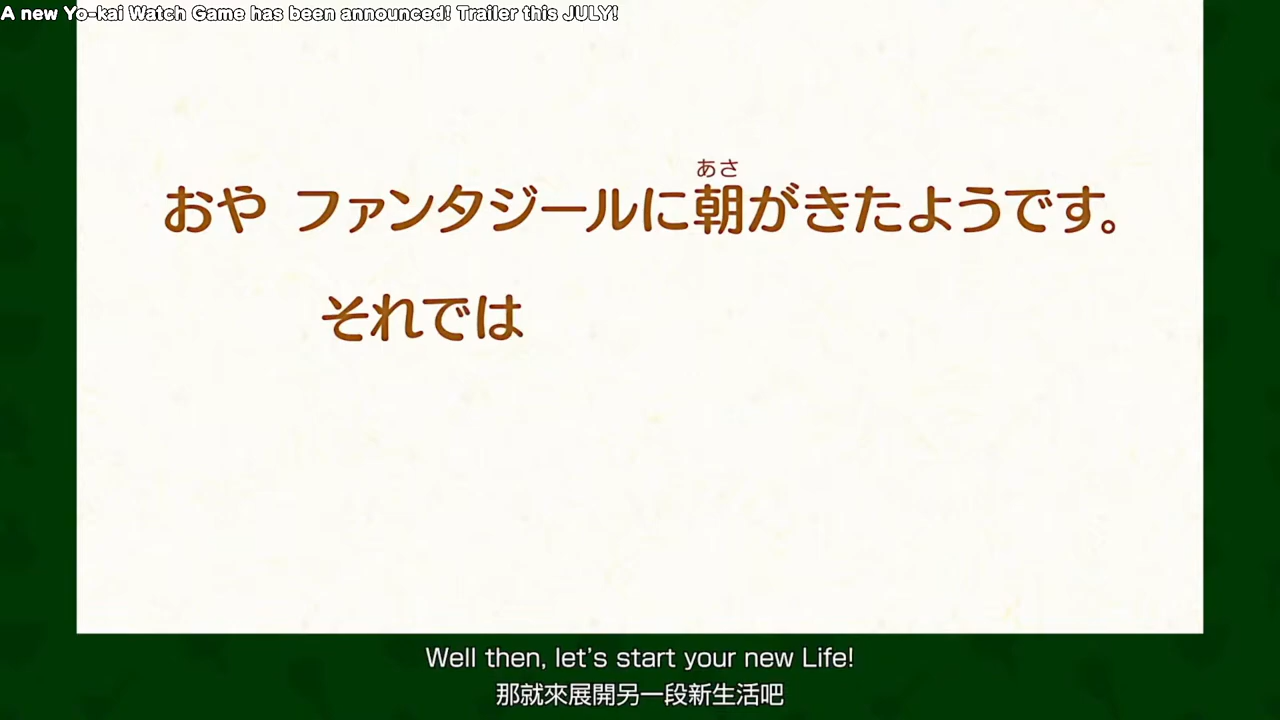 A new Yo-kai Watch Game has been announced! Trailer this JULY!
あさ
おや ファンタジールに朝がきたようです。
それでは
Well then, let's start your new Life!
那就來展開另一段新生活吧